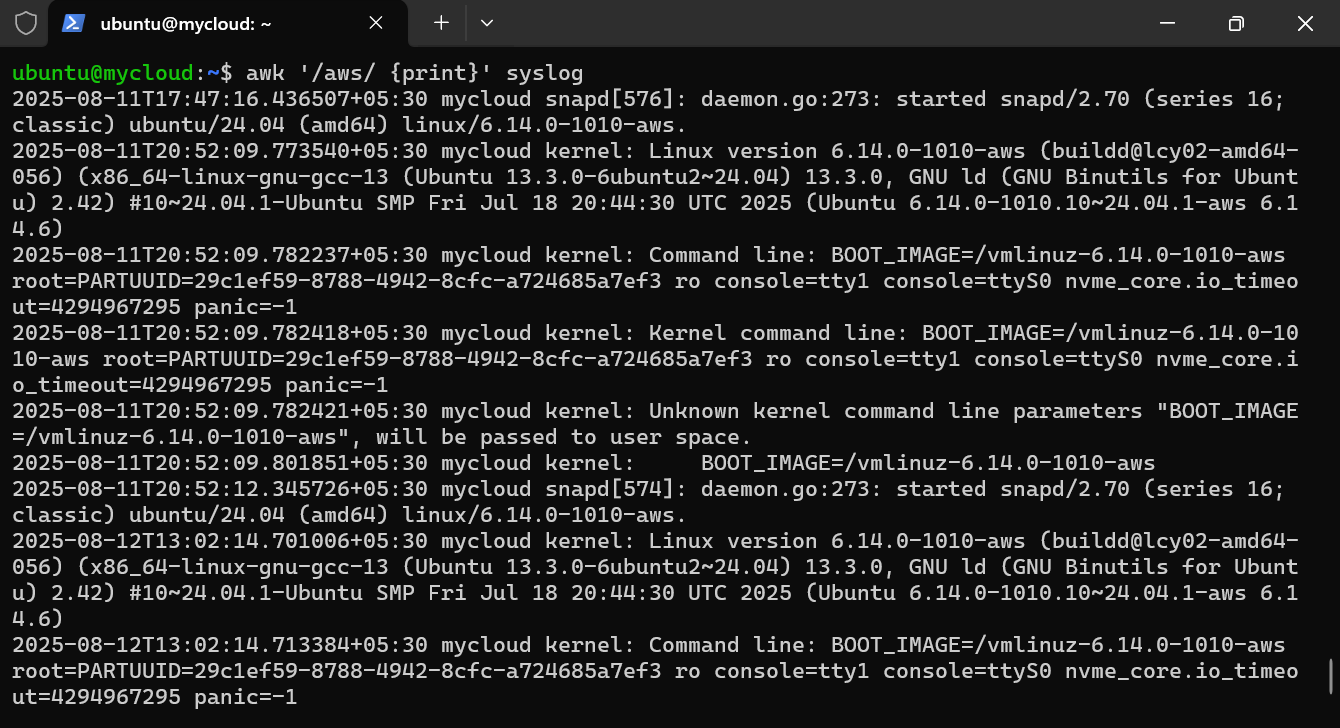 ubuntu@mycloud: ~
ubuntu@mycloud:~$ awk '/aws/ {print}' syslog
2025-08-11T17:47:16.436507+05:30 mycloud snapd[576]: daemon.go:273: started snapd/2.70 (series 16;
classic) ubuntu/24.04 (amd64) linux/6.14.0-1010-aws.
2025-08-11T20:52:09.773540+05:30 mycloud kernel: Linux version 6.14.0-1010-aws (buildd@lcy02-amd64-
056) (x86_64-linux-gnu-gcc-13 (Ubuntu 13.3.0-6ubuntu2~24.04) 13.3.0, GNU ld (GNU Binutils for Ubunt
u) 2.42) #10~24.04.1-Ubuntu SMP Fri Jul 18 20:44:30 UTC 2025 (Ubuntu 6.14.0-1010.10~24.04.1-aws 6.1
4.6)
2025-08-11T20:52:09.782237+05:30 mycloud kernel: Command line: BOOT_IMAGE=/vmlinuz-6.14.0-1010-aws
root=PARTUUID=29c1ef59-8788-4942-8cfc-a724685a7ef3 ro console=tty1 console=ttyS0 nvme_core.io_timeo
ut=4294967295 panic=-1
2025-08-11T20:52:09.782418+05:30 mycloud kernel: Kernel command line: BOOT_IMAGE=/vmlinuz-6.14.0-10
10-aws root=PARTUUID=29c1ef59-8788-4942-8cfc-a724685a7ef3 ro console=tty1 console=ttyS0 nvme_core.i
o_timeout=4294967295 panic=-1
2025-08-11T20:52:09.782421+05:30 mycloud kernel: Unknown kernel command line parameters "BOOT_IMAGE
=/vmlinuz-6.14.0-1010-aws", will be passed to user space.
2025-08-11T20:52:09.801851+05:30 mycloud kernel:     BOOT_IMAGE=/vmlinuz-6.14.0-1010-aws
2025-08-11T20:52:12.345726+05:30 mycloud snapd[574]: daemon.go:273: started snapd/2.70 (series 16;
classic) ubuntu/24.04 (amd64) linux/6.14.0-1010-aws.
2025-08-12T13:02:14.701006+05:30 mycloud kernel: Linux version 6.14.0-1010-aws (buildd@lcy02-amd64-
056) (x86_64-linux-gnu-gcc-13 (Ubuntu 13.3.0-6ubuntu2~24.04) 13.3.0, GNU ld (GNU Binutils for Ubunt
u) 2.42) #10~24.04.1-Ubuntu SMP Fri Jul 18 20:44:30 UTC 2025 (Ubuntu 6.14.0-1010.10~24.04.1-aws 6.1
4.6)
2025-08-12T13:02:14.713384+05:30 mycloud kernel: Command line: BOOT_IMAGE=/vmlinuz-6.14.0-1010-aws
root=PARTUUID=29c1ef59-8788-4942-8cfc-a724685a7ef3 ro console=tty1 console=ttyS0 nvme_core.io_timeo
ut=4294967295 panic=-1